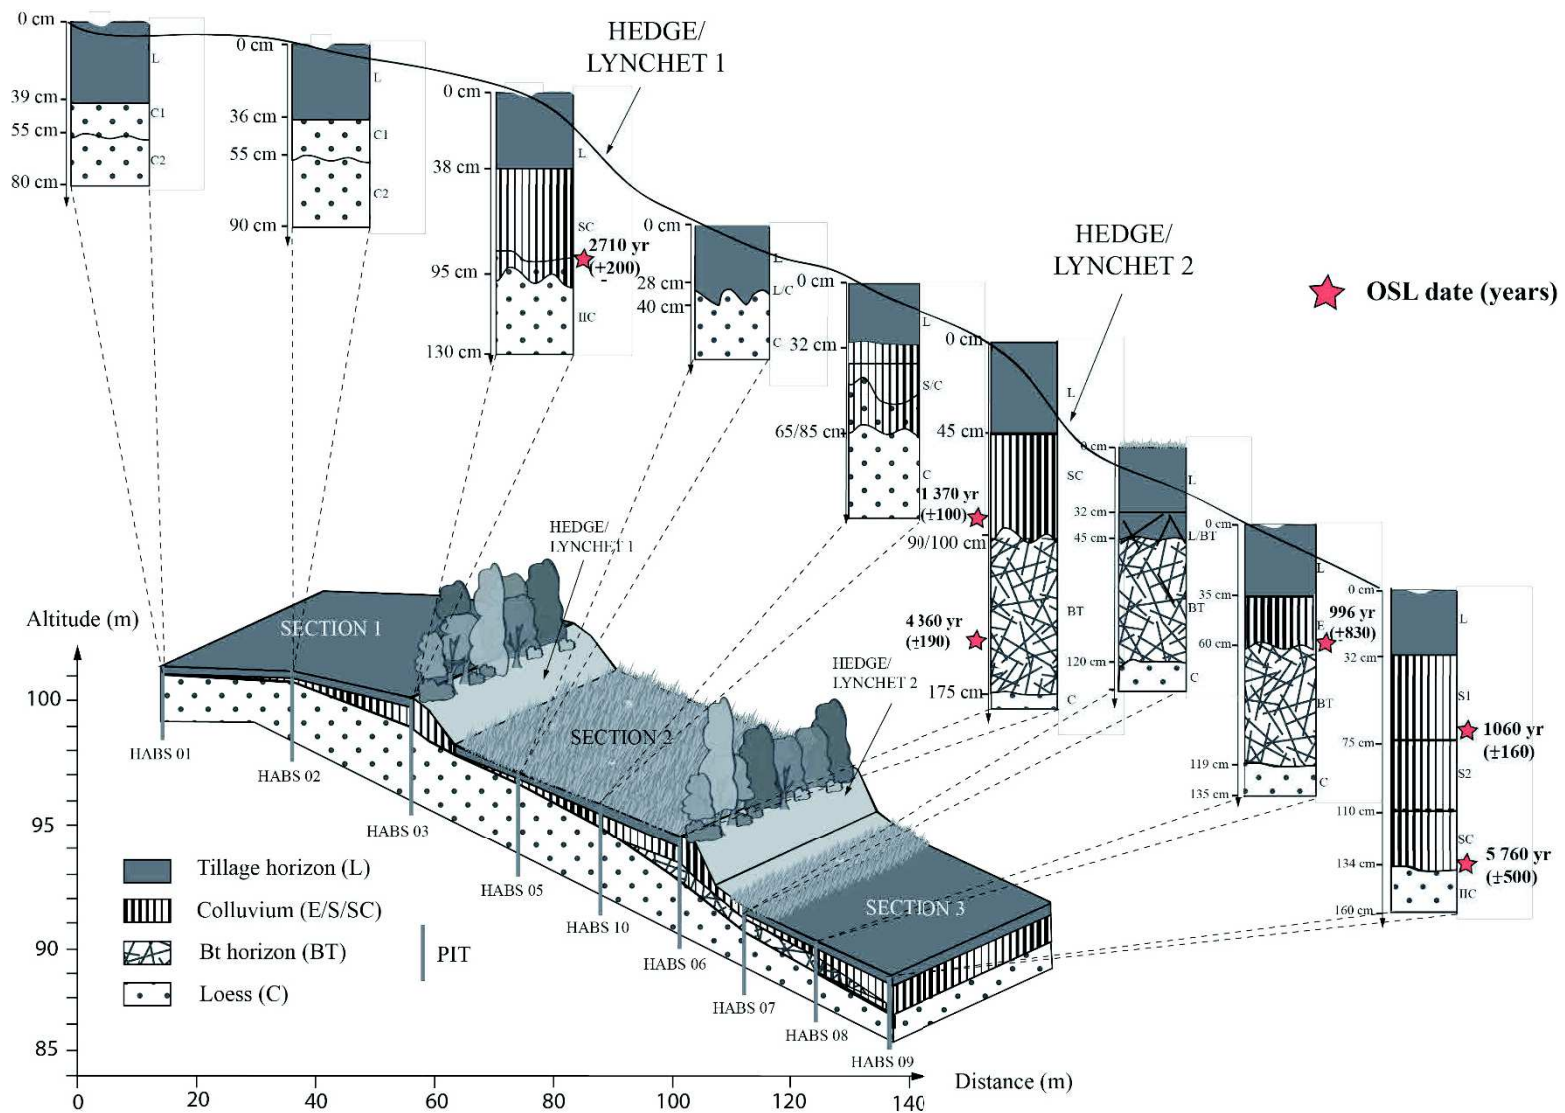 HEDGE/
LYNCHET 1
0 cm
39 cm
55 cm
80 cm
L
C1
C2
0 cm
36 cm
55 cm
90 cm
L
C1
C2
0 cm
38 cm
95 cm
130 cm
L
SC
IIC
2710 yr
(+200)
-
0 cm
28 cm
40 cm
L
L/C
C
0 cm
32 cm
65/85 cm
L
S/C
C
HEDGE/
LYNCHET 2
0 cm
45 cm
90/100 cm
175 cm
L
SC
BT
C
1 370 yr
(±100)
4 360 yr
(±190)
0 cm
32 cm
45 cm
120 cm
L
L/BT
BT
C
0 cm
35 cm
60 cm
119 cm
135 cm
L
E
BT
C
996 yr
(±830)
0 cm
32 cm
75 cm
110 cm
134 cm
160 cm
L
S1
S2
SC
IIC
1060 yr
(±160)
5 760 yr
(±500)
OSL date (years)
Altitude (m)
100
95
90
85
0
20
40
60
80
100
120
140
Distance (m)
SECTION 1
SECTION 2
SECTION 3
HEDGE/
LYNCHET 1
HEDGE/
LYNCHET 2
HABS 01
HABS 02
HABS 03
HABS 05
HABS 10
HABS 06
HABS 07
HABS 08
HABS 09
Tillage horizon (L)
Colluvium (E/S/SC)
Bt horizon (BT)
Loess (C)
PIT